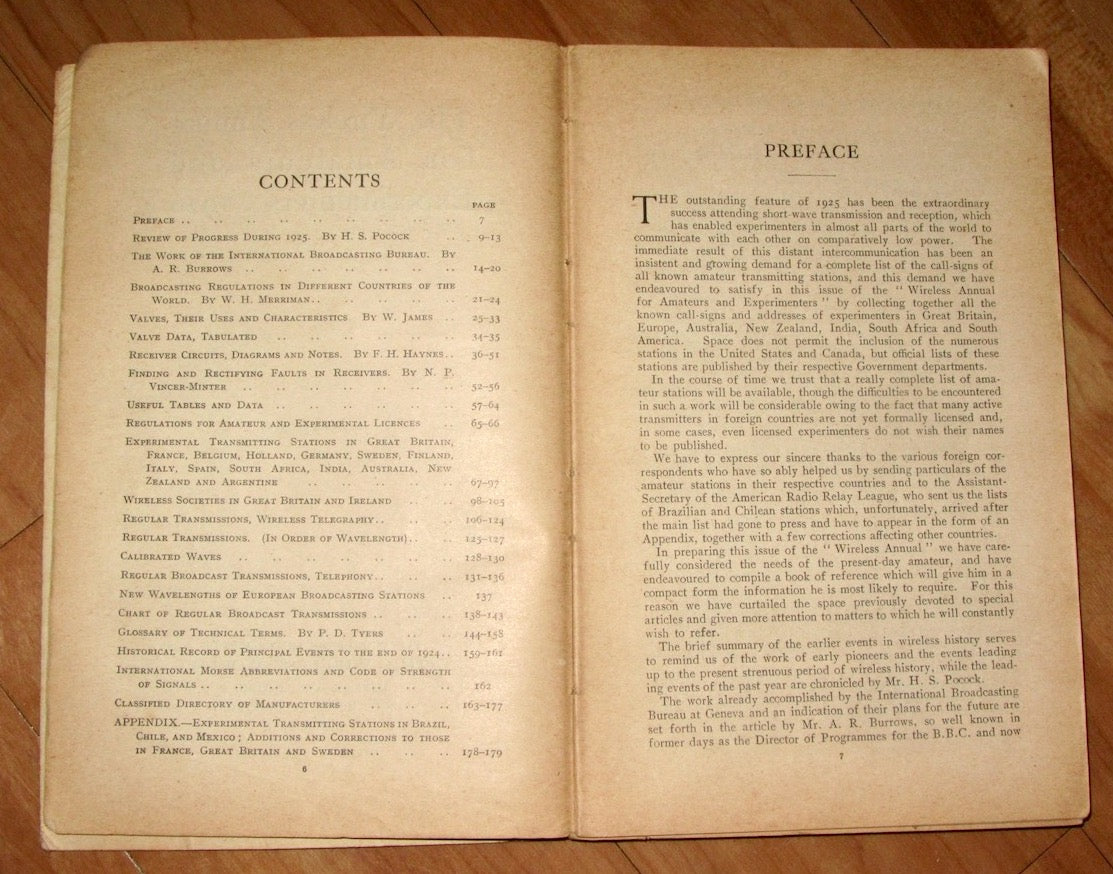 CONTENTS
PAGE
PREFACE .. .. .. .. .. .. .. .. .. 7
REVIEW OF PROGRESS DURING 1925. BY H. S. POCOCK .. 9–13
THE WORK OF THE INTERNATIONAL BROADCASTING BUREAU. BY
A. R. BURROWS .. .. .. .. .. .. .. 14–20
BROADCASTING REGULATIONS IN DIFFERENT COUNTRIES OF THE
WORLD. BY W. H. MERRIMAN.. .. .. .. .. 21–24
VALVES, THEIR USES AND CHARACTERISTICS BY W. JAMES .. 25–33
VALVE DATA, TABULATED .. .. .. .. .. .. 34–35
RECEIVER CIRCUITS, DIAGRAMS AND NOTES. BY F. H. HAYNES.. 36–51
FINDING AND RECTIFYING FAULTS IN RECEIVERS. BY N. P.
VINCER-MINTER .. .. .. .. .. .. .. 52–56
USEFUL TABLES AND DATA .. .. .. .. .. .. 57–64
REGULATIONS FOR AMATEUR AND EXPERIMENTAL LICENCES .. 65–66
EXPERIMENTAL TRANSMITTING STATIONS IN GREAT BRITAIN,
FRANCE, BELGIUM, HOLLAND, GERMANY, SWEDEN, FINLAND,
ITALY, SPAIN, SOUTH AFRICA, INDIA, AUSTRALIA, NEW
ZEALAND AND ARGENTINE .. .. .. .. .. 67–97
WIRELESS SOCIETIES IN GREAT BRITAIN AND IRELAND .. .. 98–105
REGULAR TRANSMISSIONS, WIRELESS TELEGRAPHY.. .. .. 106–124
REGULAR TRANSMISSIONS. (IN ORDER OF WAVELENGTH).. .. 125–127
CALIBRATED WAVES .. .. .. .. .. .. .. 128–130
REGULAR BROADCAST TRANSMISSIONS, TELEPHONY.. .. .. 131–136
NEW WAVELENGTHS OF EUROPEAN BROADCASTING STATIONS .. 137
CHART OF REGULAR BROADCAST TRANSMISSIONS .. .. .. 138–143
GLOSSARY OF TECHNICAL TERMS. BY P. D. TYERS .. .. 144–158
HISTORICAL RECORD OF PRINCIPAL EVENTS TO THE END OF 1924.. 159–161
INTERNATIONAL MORSE ABBREVIATIONS AND CODE OF STRENGTH
OF SIGNALS .. .. .. .. .. .. .. .. 162
CLASSIFIED DIRECTORY OF MANUFACTURERS .. .. .. 163–177
APPENDIX.—EXPERIMENTAL TRANSMITTING STATIONS IN BRAZIL,
CHILE, AND MEXICO; ADDITIONS AND CORRECTIONS TO THOSE
IN FRANCE, GREAT BRITAIN AND SWEDEN .. .. .. 178–179
6
PREFACE
THE outstanding feature of 1925 has been the extraordinary
success attending short-wave transmission and reception, which
has enabled experimenters in almost all parts of the world to
communicate with each other on comparatively low power. The
immediate result of this distant intercommunication has been an
insistent and growing demand for a complete list of the call-signs of
all known amateur transmitting stations, and this demand we have
endeavoured to satisfy in this issue of the “ Wireless Annual
for Amateurs and Experimenters ” by collecting together all the
known call-signs and addresses of experimenters in Great Britain,
Europe, Australia, New Zealand, India, South Africa and South
America. Space does not permit the inclusion of the numerous
stations in the United States and Canada, but official lists of these
stations are published by their respective Government departments.
In the course of time we trust that a really complete list of ama-
teur stations will be available, though the difficulties to be encountered
in such a work will be considerable owing to the fact that many active
transmitters in foreign countries are not yet formally licensed and,
in some cases, even licensed experimenters do not wish their names
to be published.
We have to express our sincere thanks to the various foreign cor-
respondents who have so ably helped us by sending particulars of the
amateur stations in their respective countries and to the Assistant-
Secretary of the American Radio Relay League, who sent us the lists
of Brazilian and Chilean stations which, unfortunately, arrived after
the main list had gone to press and have to appear in the form of an
Appendix, together with a few corrections affecting other countries.
In preparing this issue of the “ Wireless Annual ” we have care-
fully considered the needs of the present-day amateur, and have
endeavoured to compile a book of reference which will give him in a
compact form the information he is most likely to require. For this
reason we have curtailed the space previously devoted to special
articles and given more attention to matters to which he will constantly
wish to refer.
The brief summary of the earlier events in wireless history serves
to remind us of the work of early pioneers and the events leading
up to the present strenuous period of wireless history, while the lead-
ing events of the past year are chronicled by Mr. H. S. Pocock.
The work already accomplished by the International Broadcasting
Bureau at Geneva and an indication of their plans for the future are
set forth in the article by Mr. A. R. Burrows, so well known in
former days as the Director of Programmes for the B.B.C. and now
7